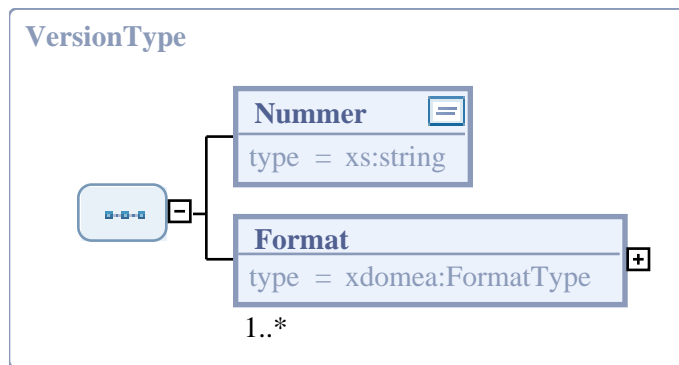 VersionType
Nummer
type = xs:string
Format
type = xdomea:FormatType
1..*